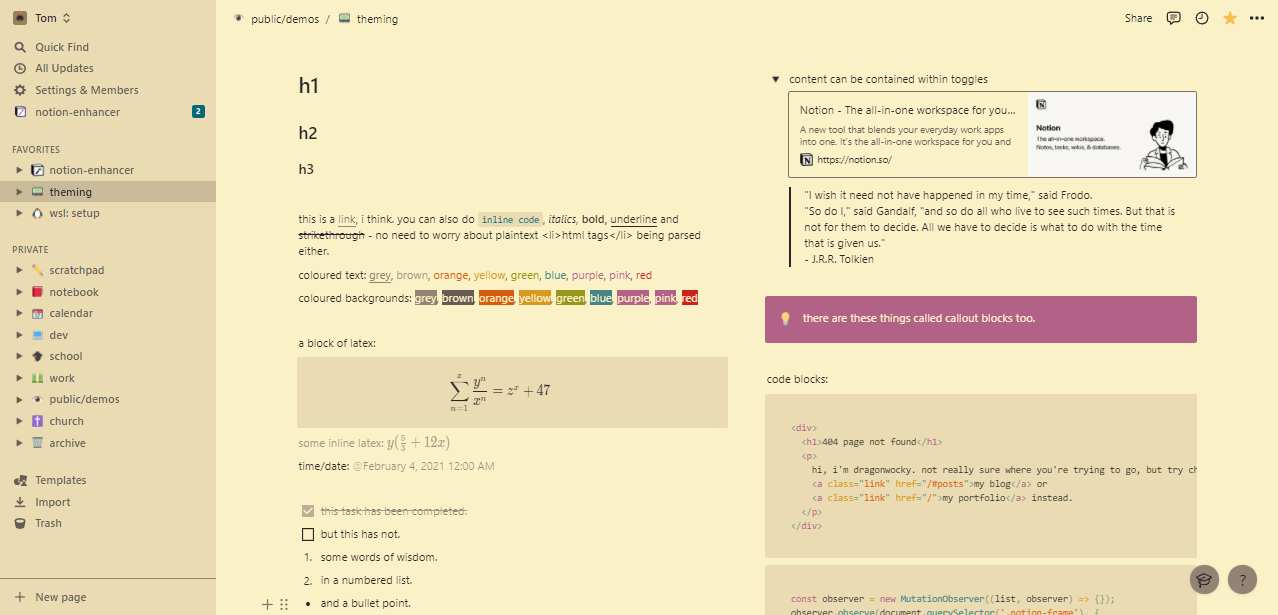 Tom
Quick Find
All Updates
Settings & Members
notion-enhancer 2
FAVORITES
notion-enhancer
theming
wsl: setup
PRIVATE
scratchpad
notebook
calendar
dev
school
work
public/demos
church
archive
Templates
Import
Trash
New page
public/demos / theming
Share
h1
h2
h3
this is a link, i think. you can also do inline code, italics, bold, underline and
strikethrough - no need to worry about plaintext <li>html tags</li> being parsed
either.
coloured text: grey, brown, orange, yellow, green, blue, purple, pink, red
coloured backgrounds: grey, brown, orange, yellow, green, blue, purple, pink, red
a block of latex:
∑ˣₙ₌₁ yⁿ/xⁿ = zˣ + 47
some inline latex: y(5/3 + 12x)
time/date: @February 4, 2021 12:00 AM
this task has been completed.
but this has not.
1. some words of wisdom.
2. in a numbered list.
• and a bullet point.
content can be contained within toggles
Notion - The all-in-one workspace for you...
A new tool that blends your everyday work apps
into one. It's the all-in-one workspace for you and
https://notion.so/
Notion
The all-in-one workspace.
Notes, tasks, wikis, & databases.
"I wish it need not have happened in my time," said Frodo.
"So do I," said Gandalf, "and so do all who live to see such times. But that is
not for them to decide. All we have to decide is what to do with the time
that is given us."
- J.R.R. Tolkien
there are these things called callout blocks too.
code blocks:
<div>
<h1>404 page not found</h1>
<p>
hi, i'm dragonwocky. not really sure where you're trying to go, but try ch
<a class="link" href="/#posts">my blog</a> or
<a class="link" href="/">my portfolio</a> instead.
</p>
</div>
const observer = new MutationObserver((list, observer) => {});
observer.observe(document.querySelector('.notion-frame'), {
?